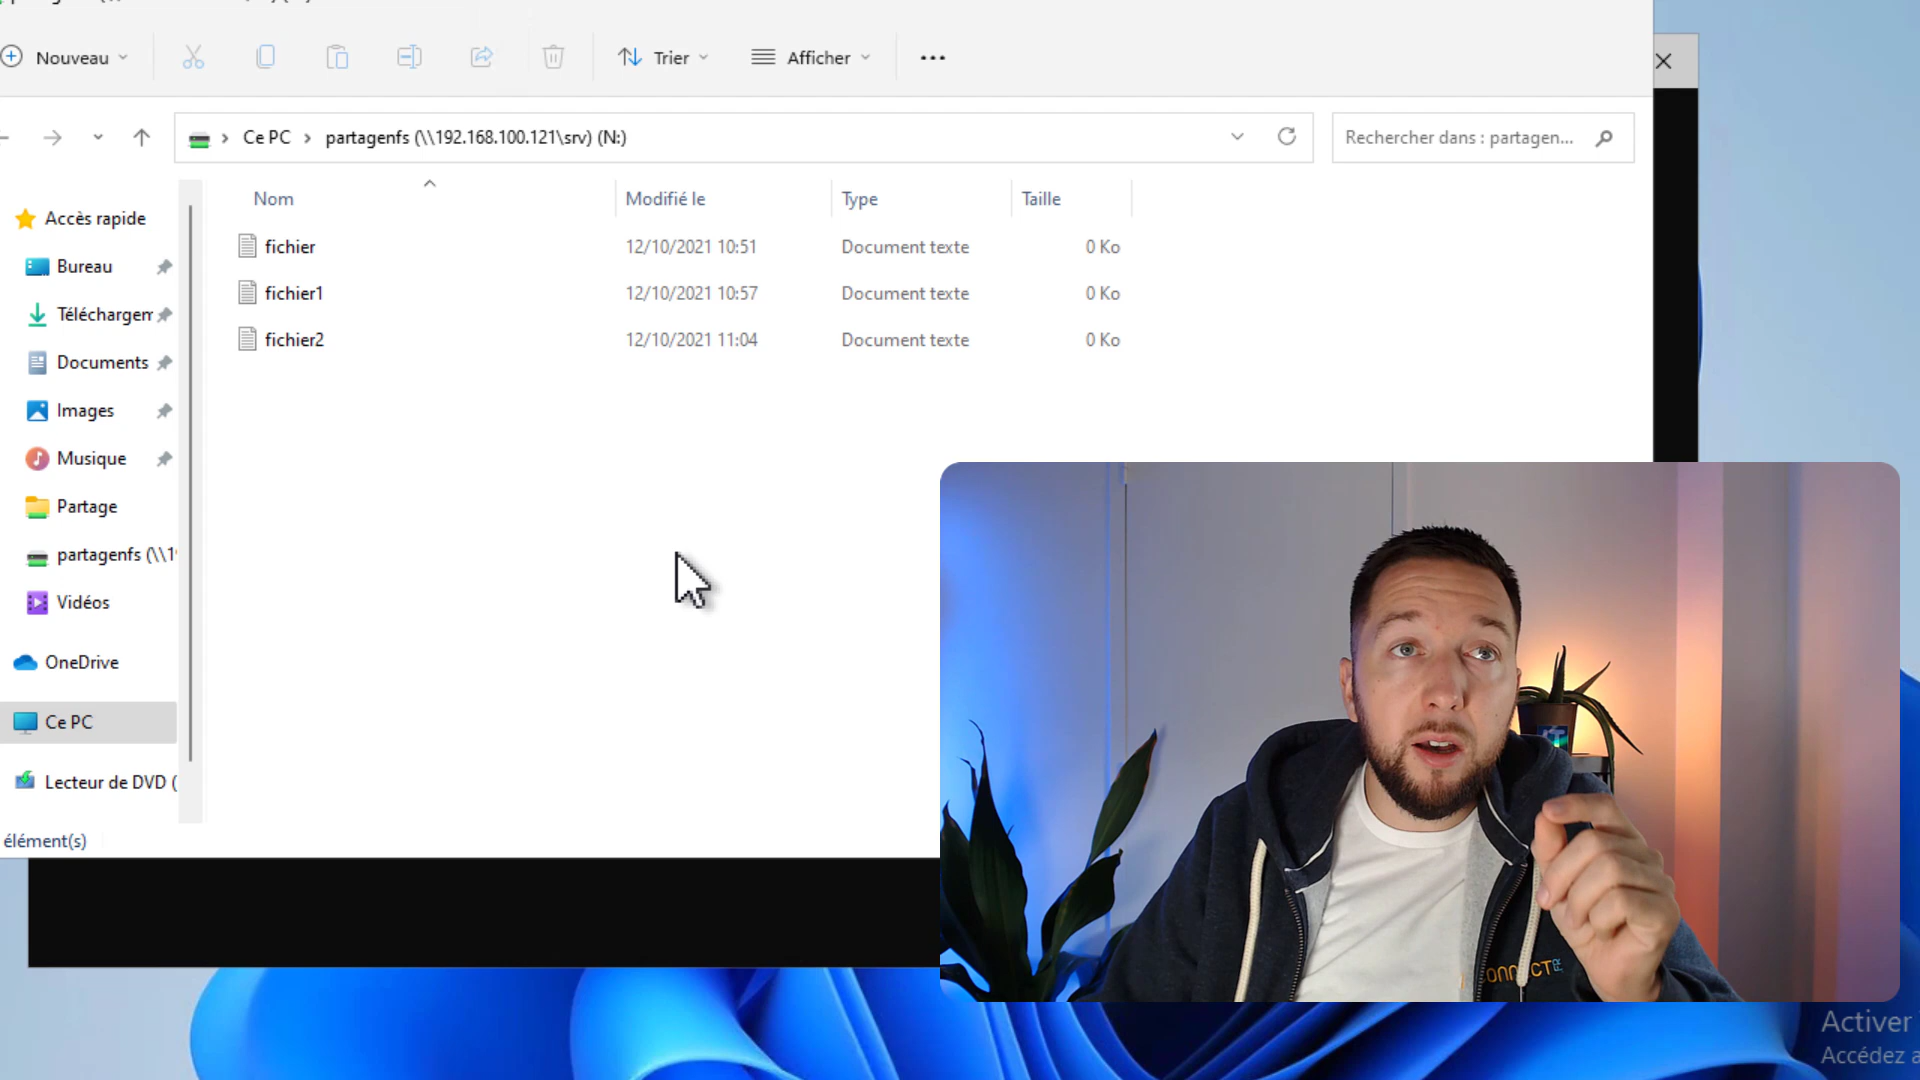 Nouveau
Trier
Afficher
Ce PC
partagenfs (\\192.168.100.121\srv) (N:)
Rechercher dans : partagen...
Nom
Modifié le
Type
Taille
fichier
12/10/2021 10:51
Document texte
0 Ko
fichier1
12/10/2021 10:57
Document texte
0 Ko
fichier2
12/10/2021 11:04
Document texte
0 Ko
Accès rapide
Bureau
Téléchargem
Documents
Images
Musique
Partage
partagenfs (\\1
Vidéos
OneDrive
Ce PC
Lecteur de DVD (
élément(s)
IT
Activer
Accédez a